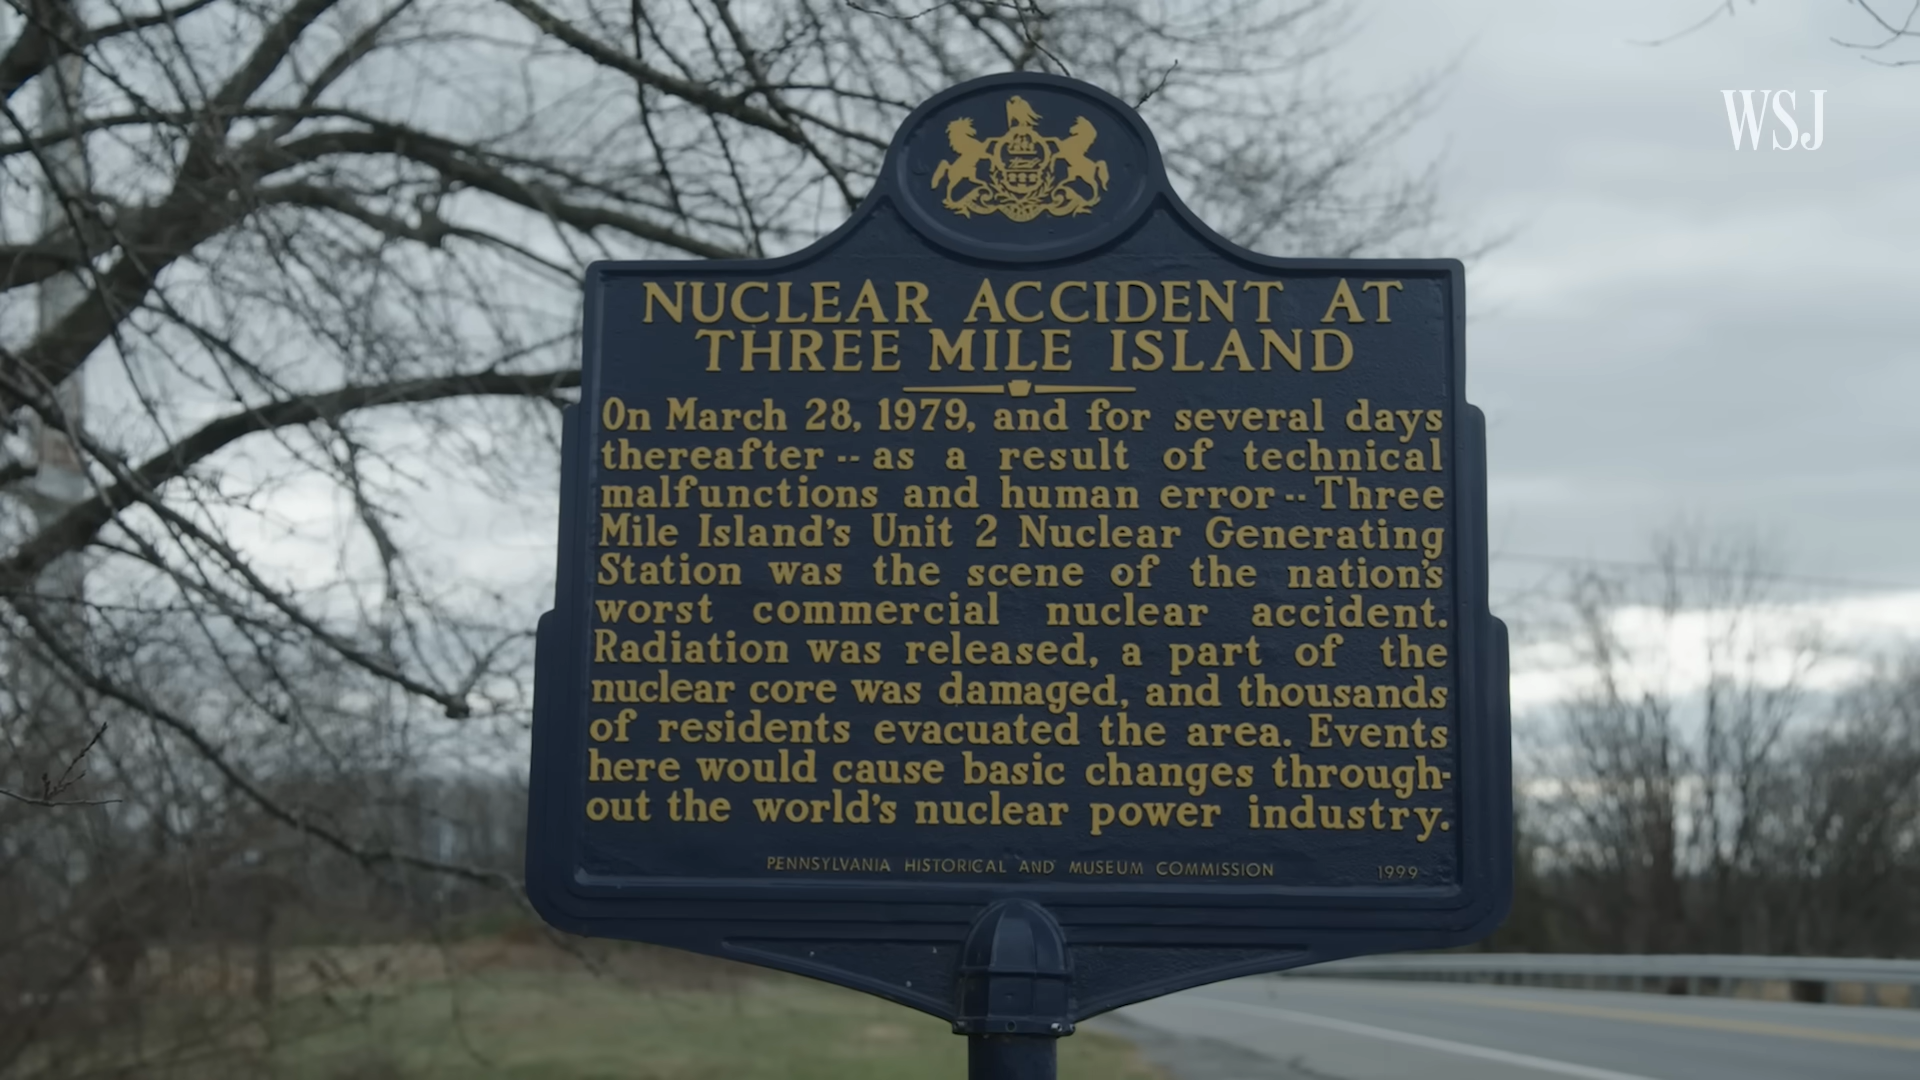 WSJ
NUCLEAR ACCIDENT AT
THREE MILE ISLAND
On March 28, 1979, and for several days
thereafter -- as a result of technical
malfunctions and human error -- Three
Mile Island's Unit 2 Nuclear Generating
Station was the scene of the nation's
worst commercial nuclear accident.
Radiation was released, a part of the
nuclear core was damaged, and thousands
of residents evacuated the area. Events
here would cause basic changes through-
out the world's nuclear power industry.
PENNSYLVANIA HISTORICAL AND MUSEUM COMMISSION 1999